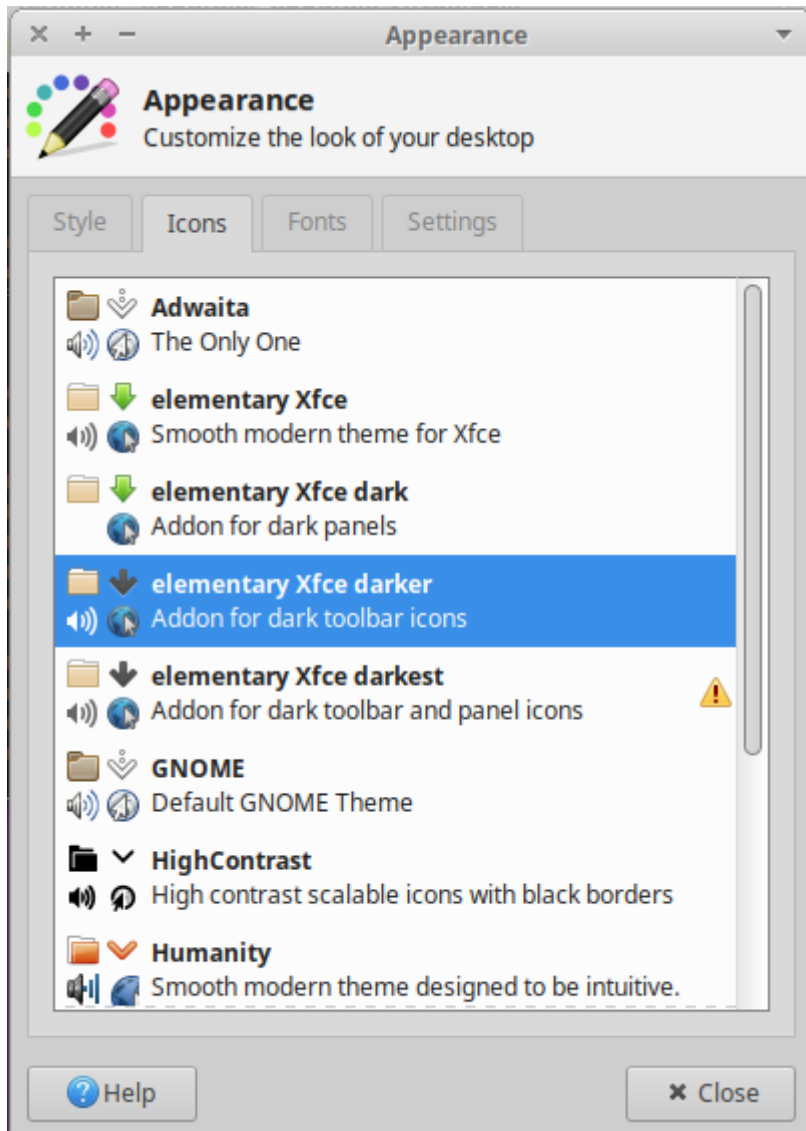 Appearance
Appearance
Customize the look of your desktop
Style Icons Fonts Settings
Adwaita
The Only One
elementary Xfce
Smooth modern theme for Xfce
elementary Xfce dark
Addon for dark panels
elementary Xfce darker
Addon for dark toolbar icons
elementary Xfce darkest
Addon for dark toolbar and panel icons
GNOME
Default GNOME Theme
HighContrast
High contrast scalable icons with black borders
Humanity
Smooth modern theme designed to be intuitive.
Help Close